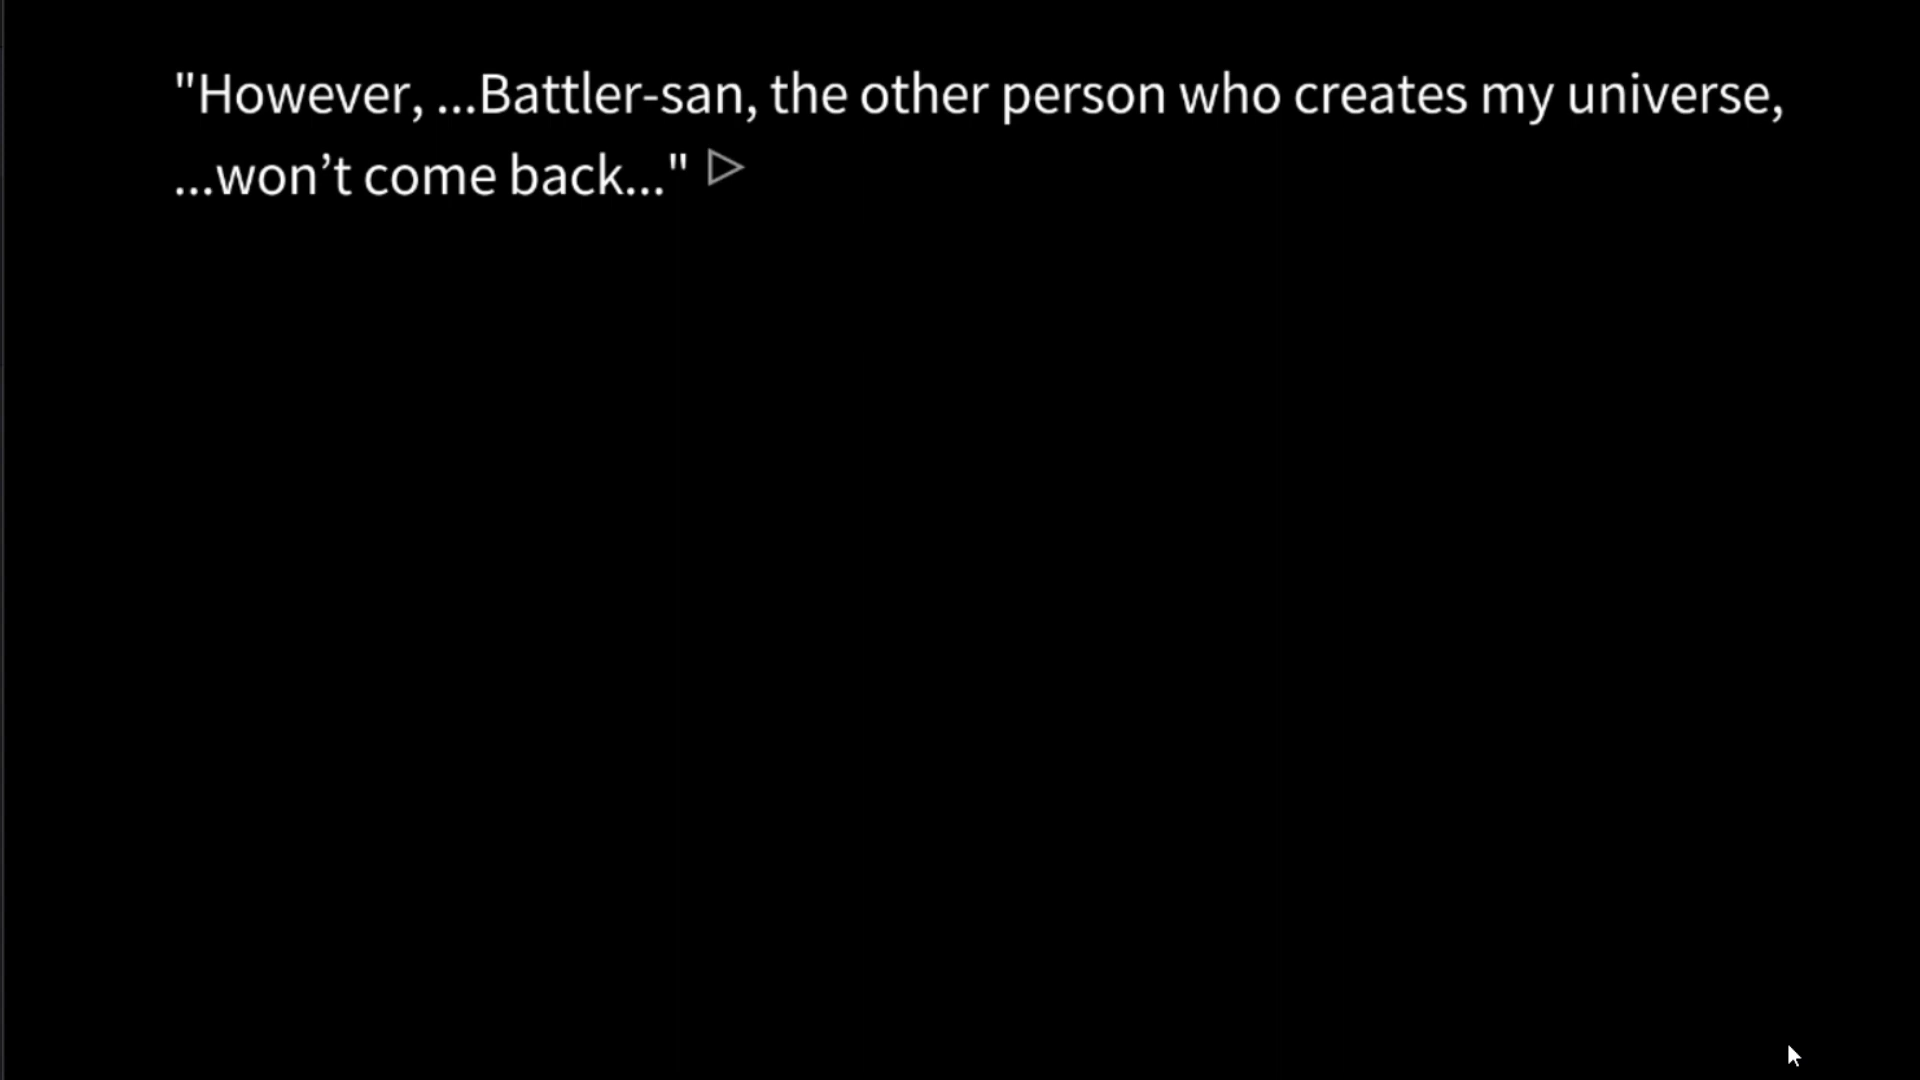 "However, ...Battler-san, the other person who creates my universe,
...won’t come back..."